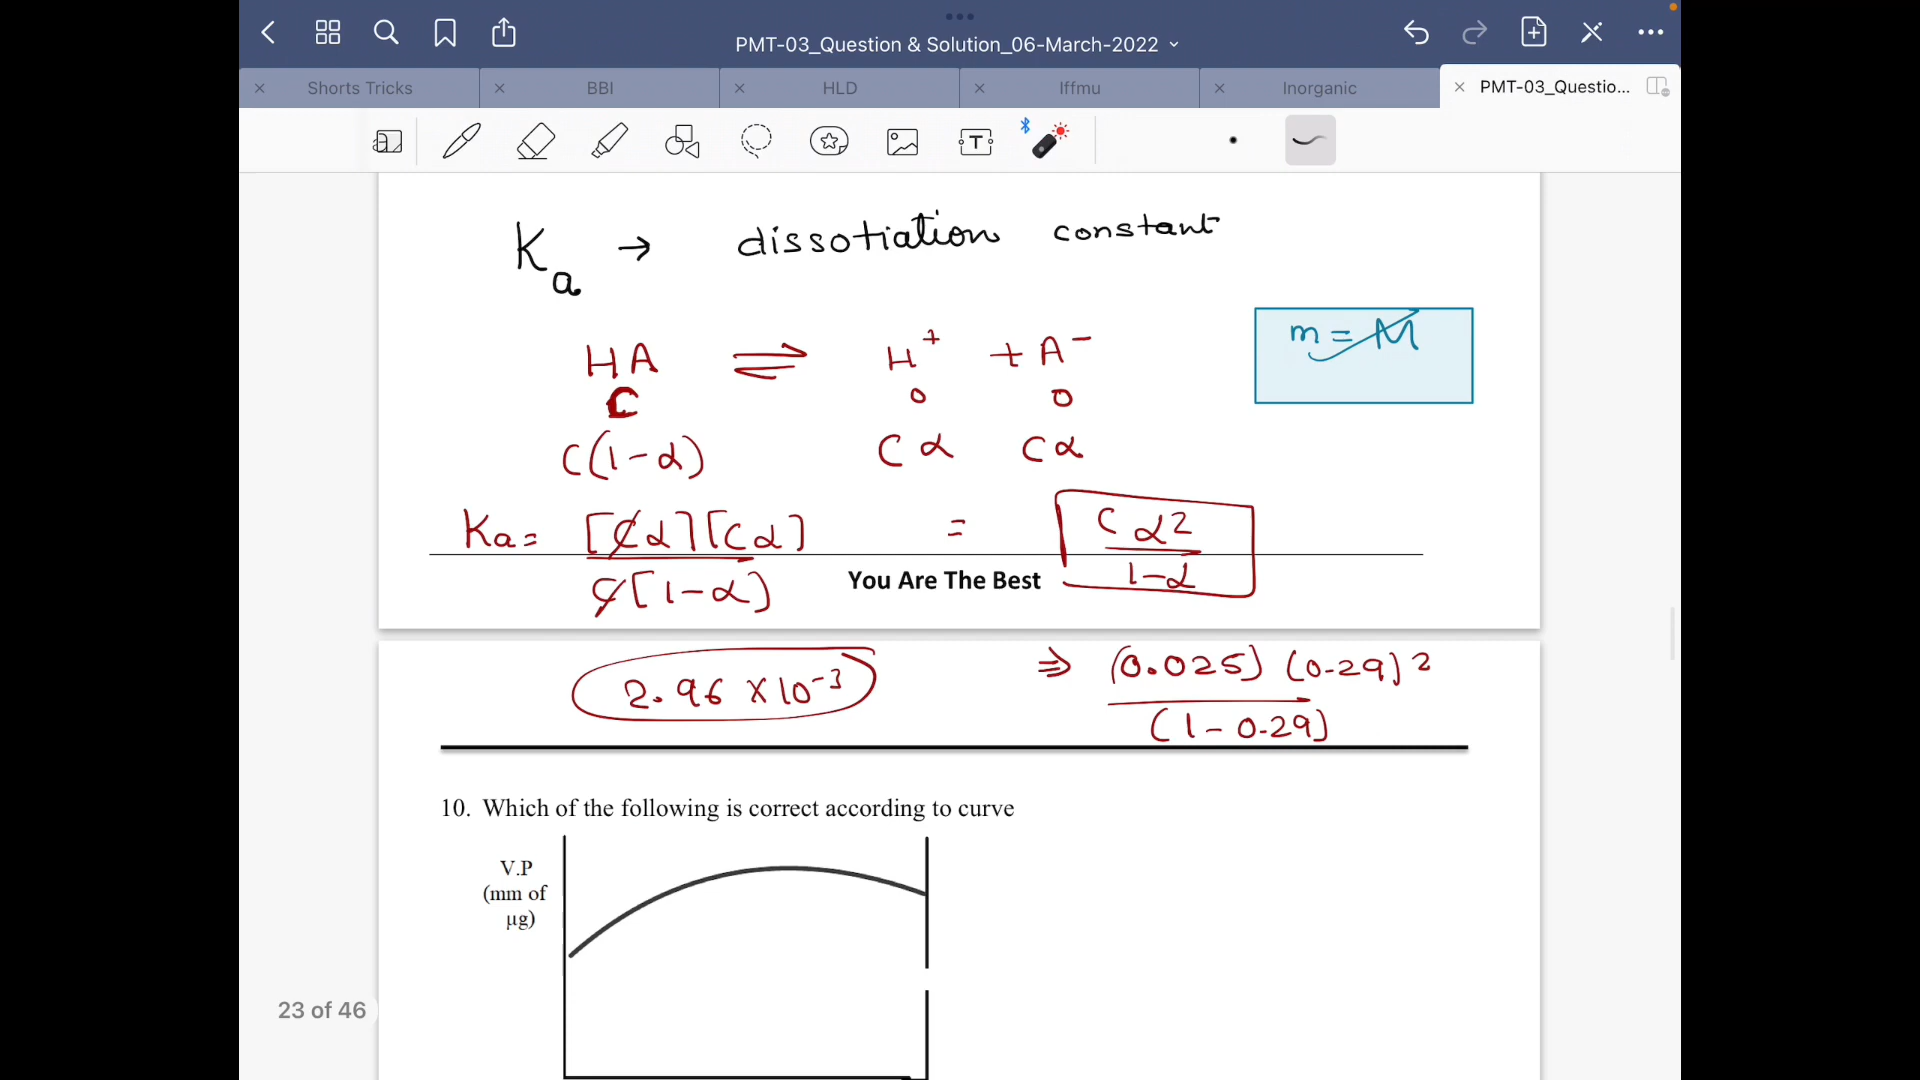 PMT-03_Question & Solution_06-March-2022
Shorts Tricks
BBI
HLD
Iffmu
Inorganic
PMT-03_Questio...
Ka → dissotiation constant
m = M
HA ⇌ H⁺ + A⁻
C 0 0
C(1-α) Cα Cα
Ka = [Cα][Cα] / C[1-α] = Cα² / 1-α
You Are The Best
2.96 × 10⁻³ ⇒ (0.025) (0.29)² / (1 - 0.29)
10. Which of the following is correct according to curve
V.P
(mm of
μg)
23 of 46